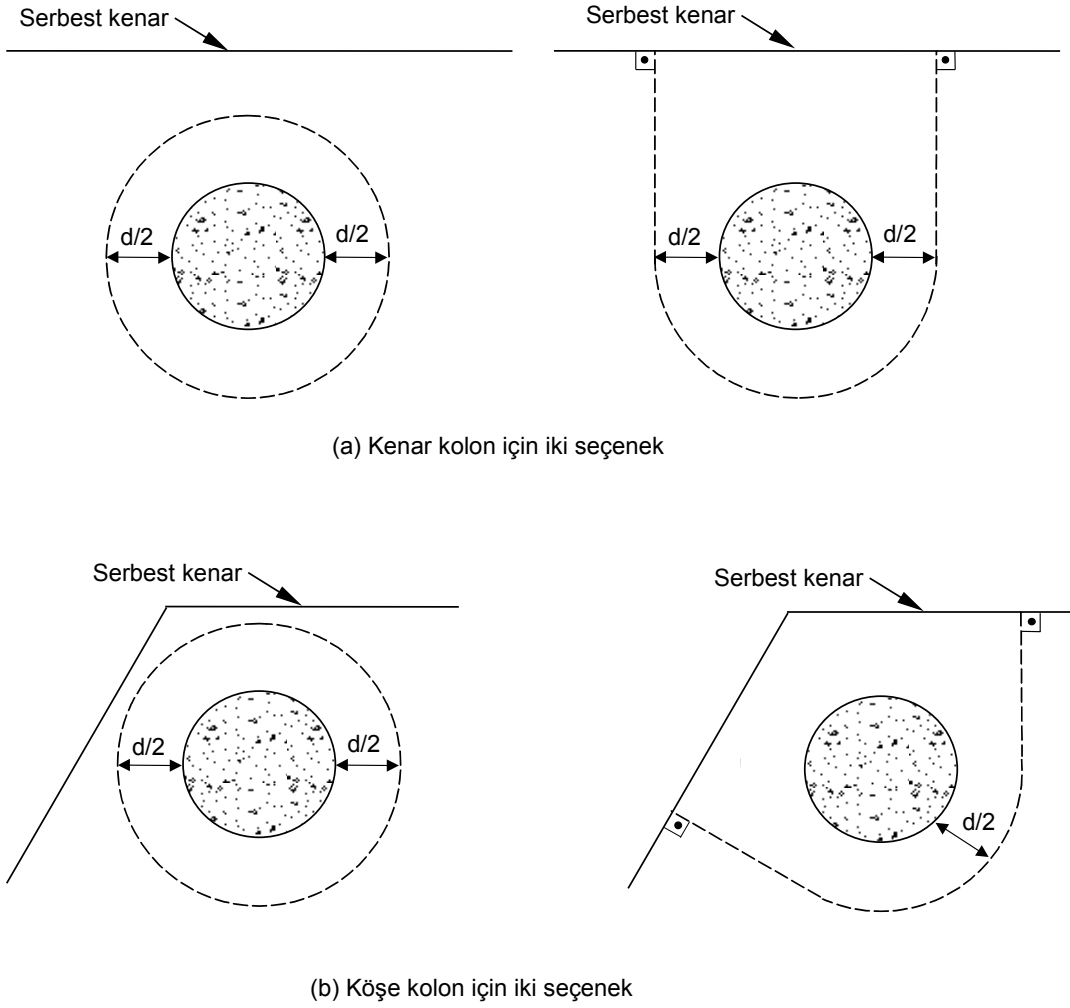 Serbest kenar
Serbest kenar
d/2
d/2
d/2
d/2
(a) Kenar kolon için iki seçenek
Serbest kenar
Serbest kenar
d/2
d/2
d/2
(b) Köşe kolon için iki seçenek